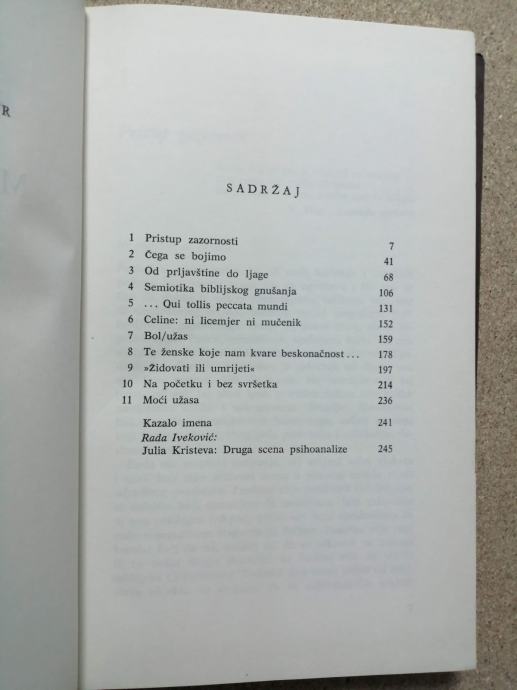 R
M
SADRŽAJ
1 Pristup zazornosti 7
2 Čega se bojimo 41
3 Od prljavštine do ljage 68
4 Semiotika biblijskog gnušanja 106
5 ... Qui tollis peccata mundi 131
6 Celine: ni licemjer ni mučenik 152
7 Bol/užas 159
8 Te ženske koje nam kvare beskonačnost... 178
9 »Židovati ili umrijeti« 197
10 Na početku i bez svršetka 214
11 Moći užasa 236
Kazalo imena 241
Rada Iveković:
Julia Kristeva: Druga scena psihoanalize 245